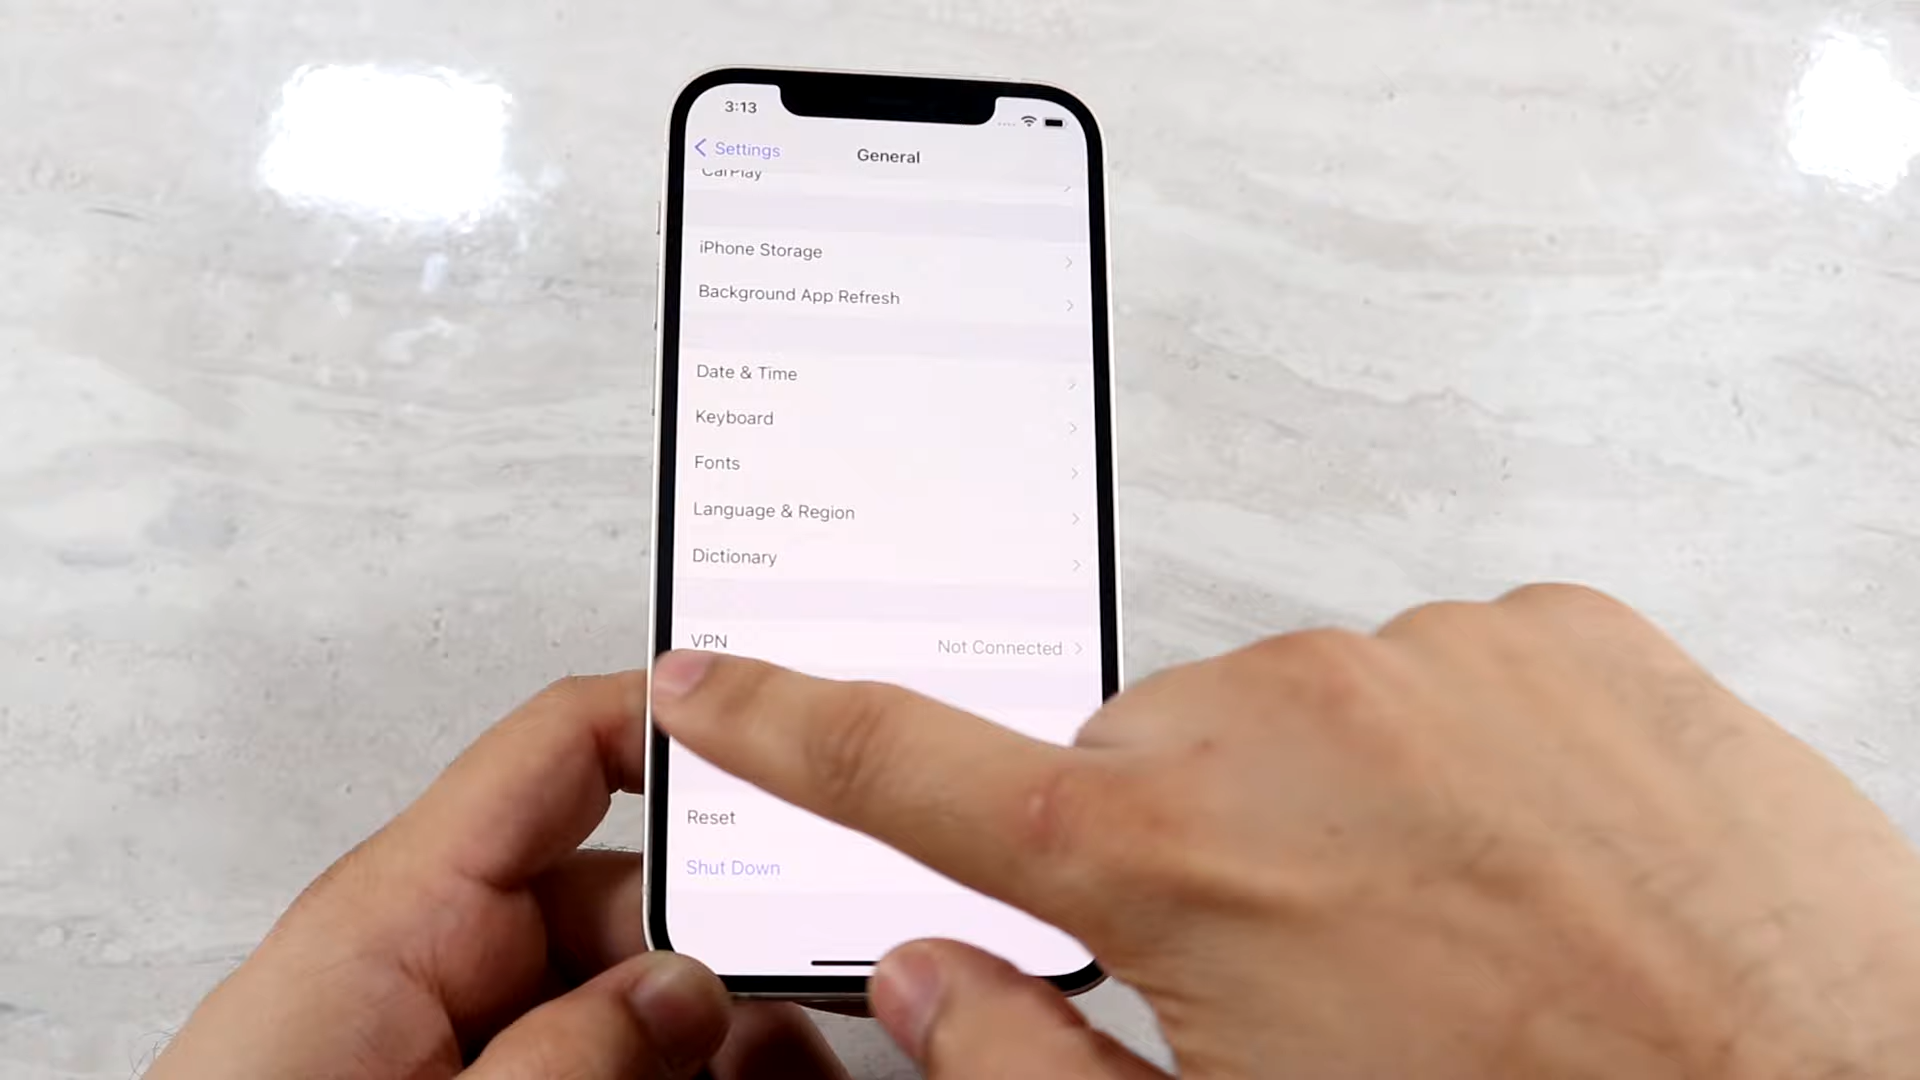 3:13
Settings
General
CarPlay
iPhone Storage
Background App Refresh
Date & Time
Keyboard
Fonts
Language & Region
Dictionary
VPN
Not Connected
Reset
Shut Down